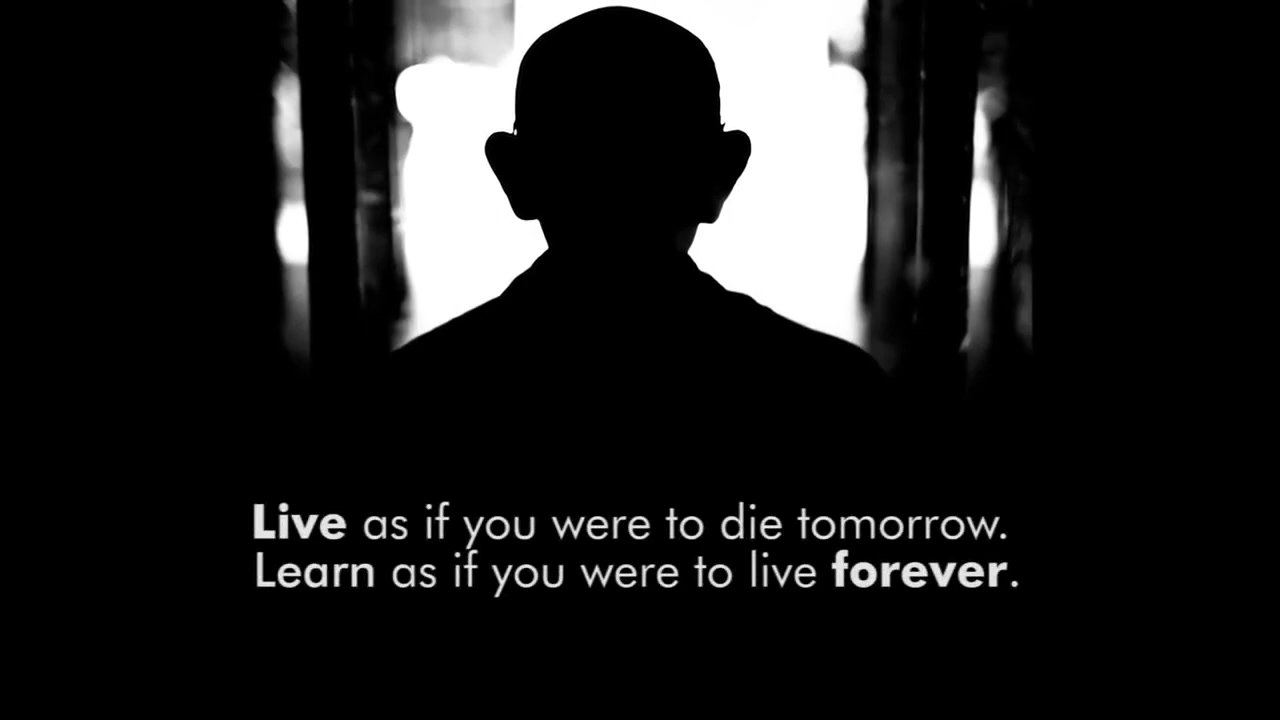 Live as if you were to die tomorrow.
Learn as if you were to live forever.